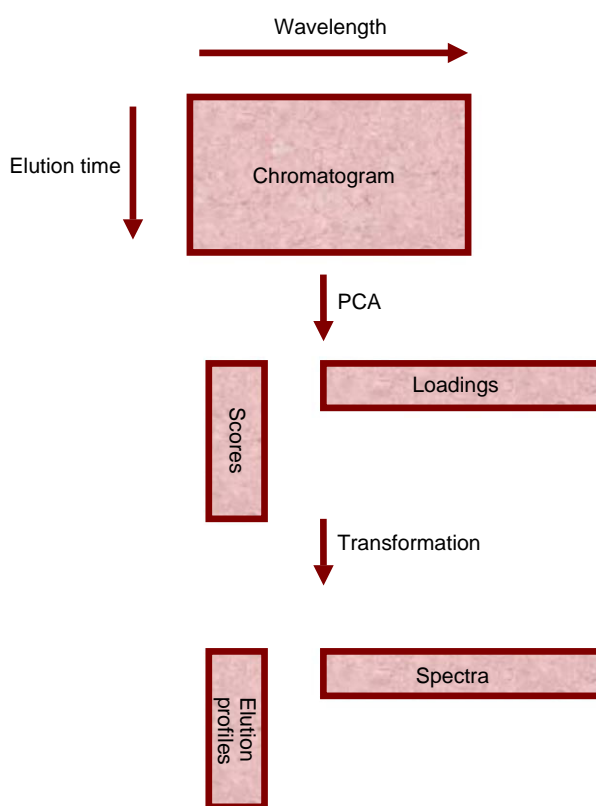 Wavelength
Elution time
Chromatogram
PCA
Loadings
Scores
Transformation
Spectra
Elution
profiles